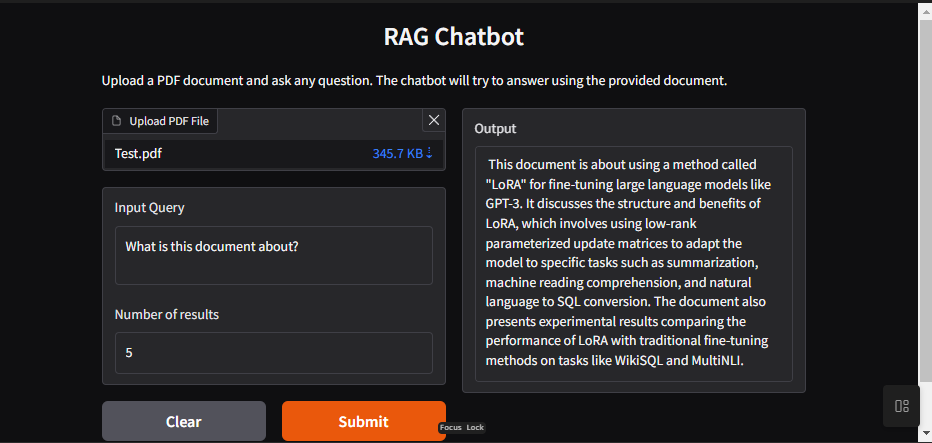 RAG Chatbot
Upload a PDF document and ask any question. The chatbot will try to answer using the provided document.
Upload PDF File
Test.pdf
345.7 KB ⇣
Input Query
What is this document about?
Number of results
5
Clear
Submit
Output
This document is about using a method called
"LoRA" for fine-tuning large language models like
GPT-3. It discusses the structure and benefits of
LoRA, which involves using low-rank
parameterized update matrices to adapt the
model to specific tasks such as summarization,
machine reading comprehension, and natural
language to SQL conversion. The document also
presents experimental results comparing the
performance of LoRA with traditional fine-tuning
methods on tasks like WikiSQL and MultiNLI.
Focus Lock